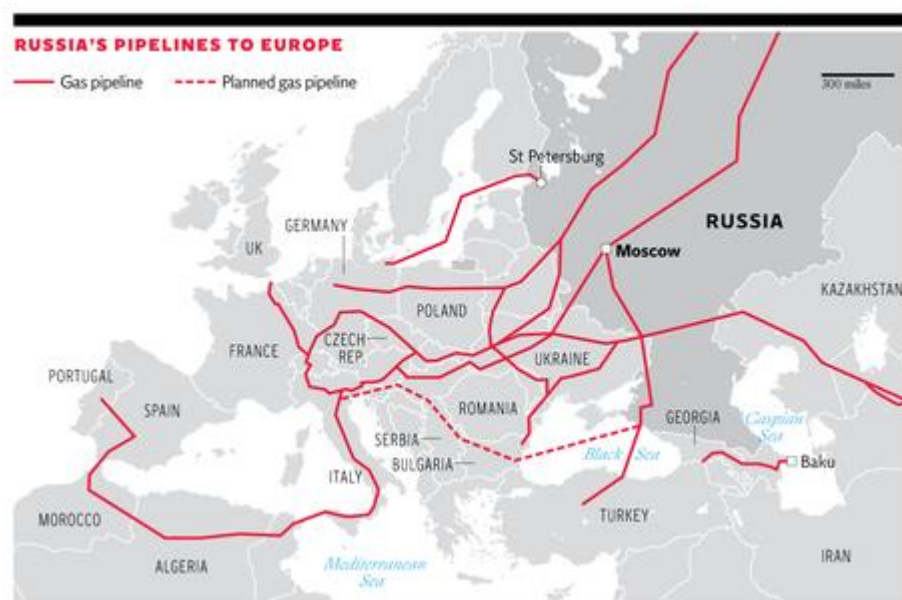 RUSSIA'S PIPELINES TO EUROPE
Gas pipeline
Planned gas pipeline
300 miles
St Petersburg
RUSSIA
GERMANY
UK
Moscow
KAZAKHSTAN
POLAND
CZECH
REP.
FRANCE
UKRAINE
PORTUGAL
SPAIN
ROMANIA
GEORGIA
Caspian
Sea
SERBIA
Black Sea
BULGARIA
Baku
ITALY
MOROCCO
TURKEY
ALGERIA
IRAN
Mediterranean
Sea